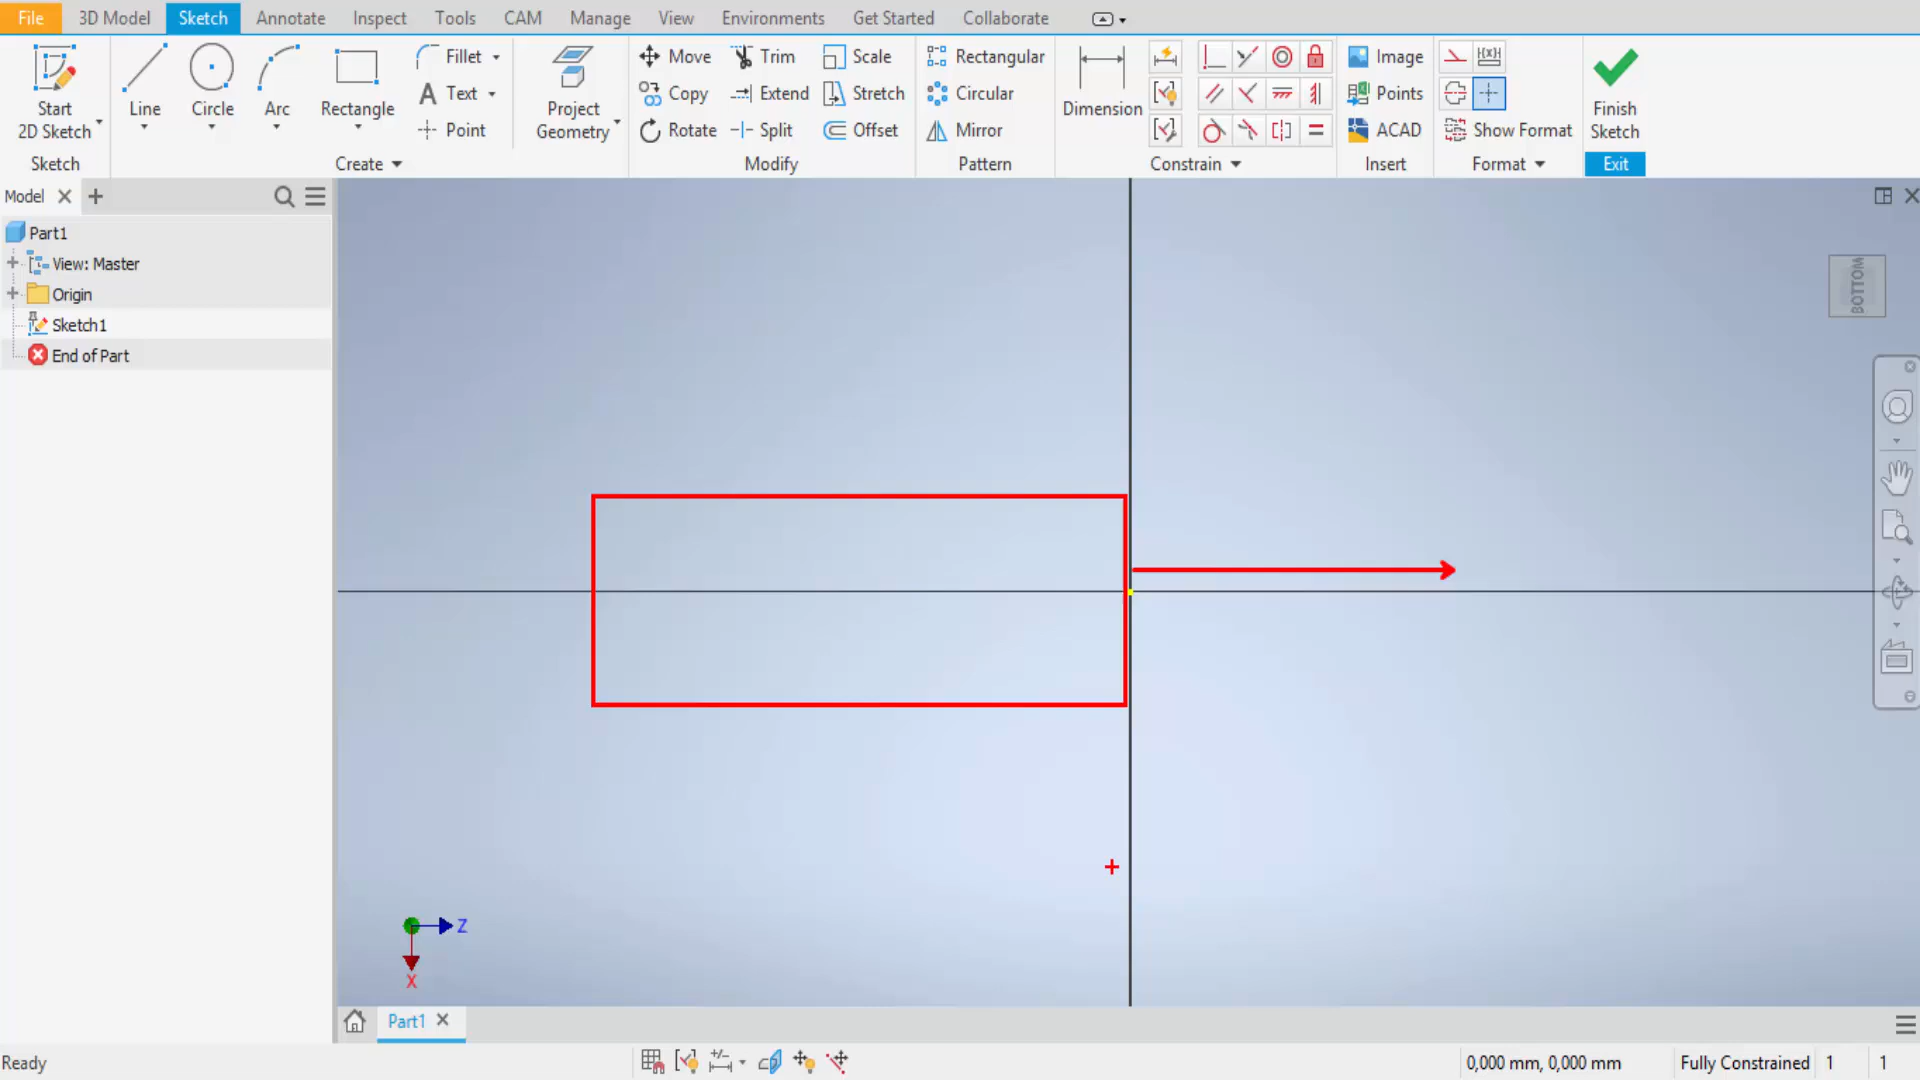 File 3D Model Sketch Annotate Inspect Tools CAM Manage View Environments Get Started Collaborate
Start
2D Sketch
Sketch
Line
Circle
Arc
Rectangle
Fillet
Text
Point
Create
Project
Geometry
Move Trim Scale
Copy Extend Stretch
Rotate Split Offset
Modify
Rectangular
Circular
Mirror
Pattern
Dimension
Constrain
Image
Points
ACAD
Insert
Show Format
Format
Finish
Sketch
Exit
Model
Part1
View: Master
Origin
Sketch1
End of Part
BOTTOM
Z
X
Part1
Ready
0,000 mm, 0,000 mm Fully Constrained 1 1